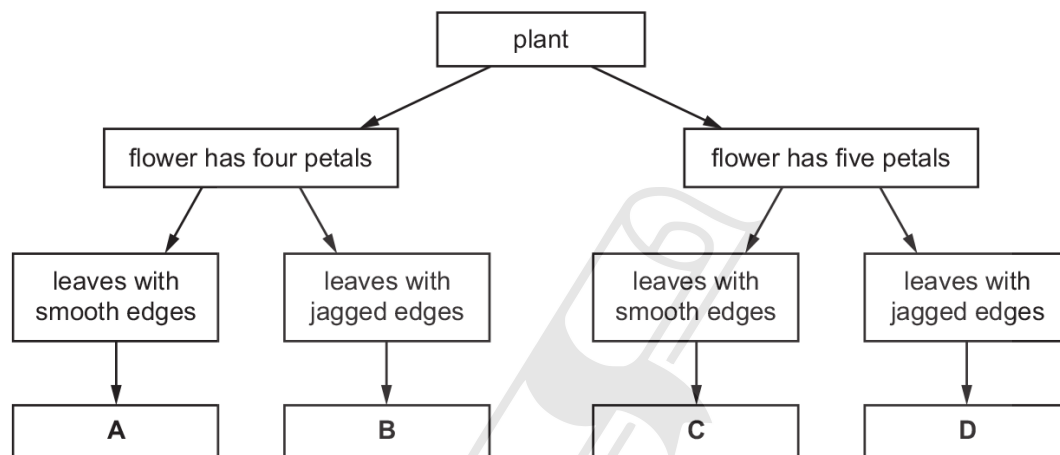 plant
flower has four petals
flower has five petals
leaves with
smooth edges
leaves with
jagged edges
leaves with
smooth edges
leaves with
jagged edges
A
B
C
D